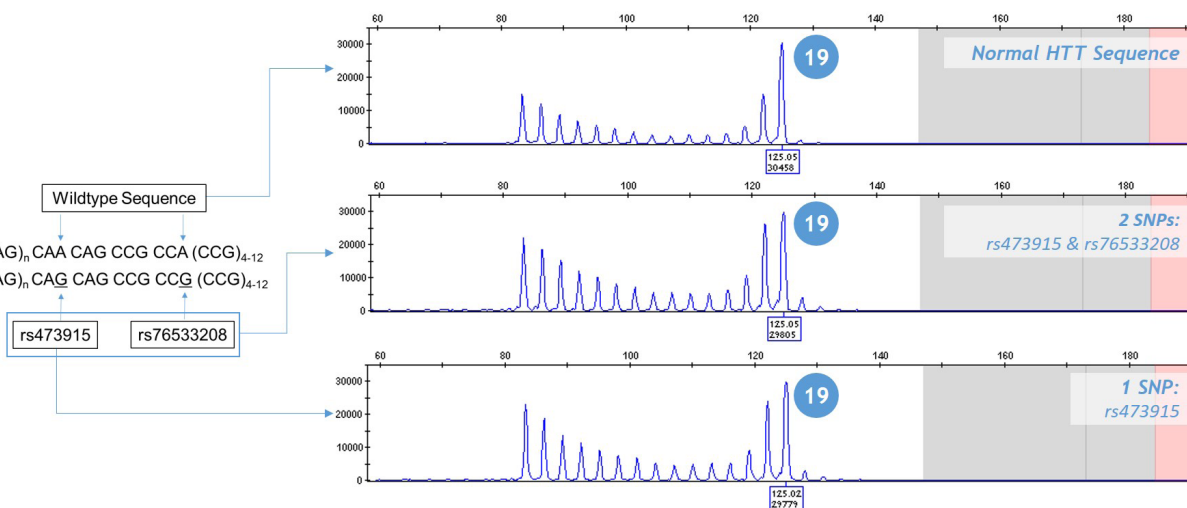 60 80 100 120 140 160 180
30000
20000
10000
0
19
Normal HTT Sequence
125.05
30458
Wildtype Sequence
AG)n CAA CAG CCG CCA (CCG)4-12
AG)n CAG CAG CCG CCG (CCG)4-12
rs473915
rs76533208
60 80 100 120 140 160 180
30000
20000
10000
0
19
2 SNPs:
rs473915 & rs76533208
125.05
29805
60 80 100 120 140 160 180
30000
20000
10000
0
19
1 SNP:
rs473915
125.02
29779